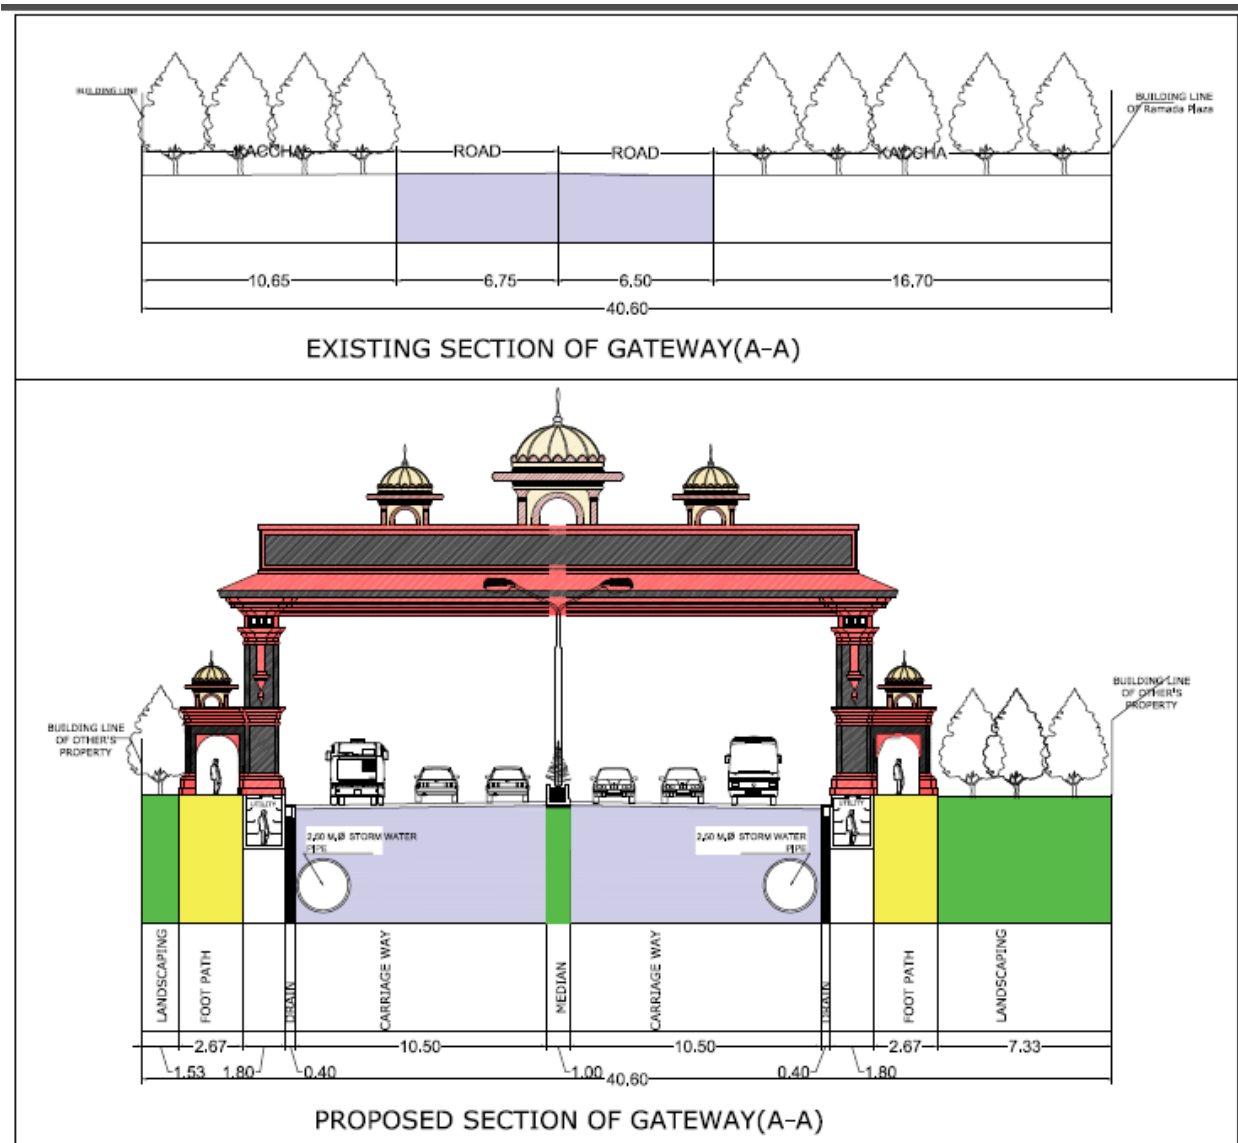 BUILDING LINE
BUILDING LINE
OF Ramada Plaza
KACCHA ROAD ROAD KACCHA
10.65 6.75 6.50 16.70
40.60
EXISTING SECTION OF GATEWAY(A-A)
BUILDING LINE
OF OTHER'S
PROPERTY
BUILDING LINE
OF OTHER'S
PROPERTY
UTILITY
UTILITY
2.50 M.Ø STORM WATER
PIPE
2.50 M.Ø STORM WATER
PIPE
LANDSCAPING
FOOT PATH
DRAIN
CARRIAGE WAY
MEDIAN
CARRIAGE WAY
DRAIN
FOOT PATH
LANDSCAPING
2.67 10.50 10.50 2.67 7.33
1.53 1.80 0.40 1.00 0.40 1.80
40.60
PROPOSED SECTION OF GATEWAY(A-A)